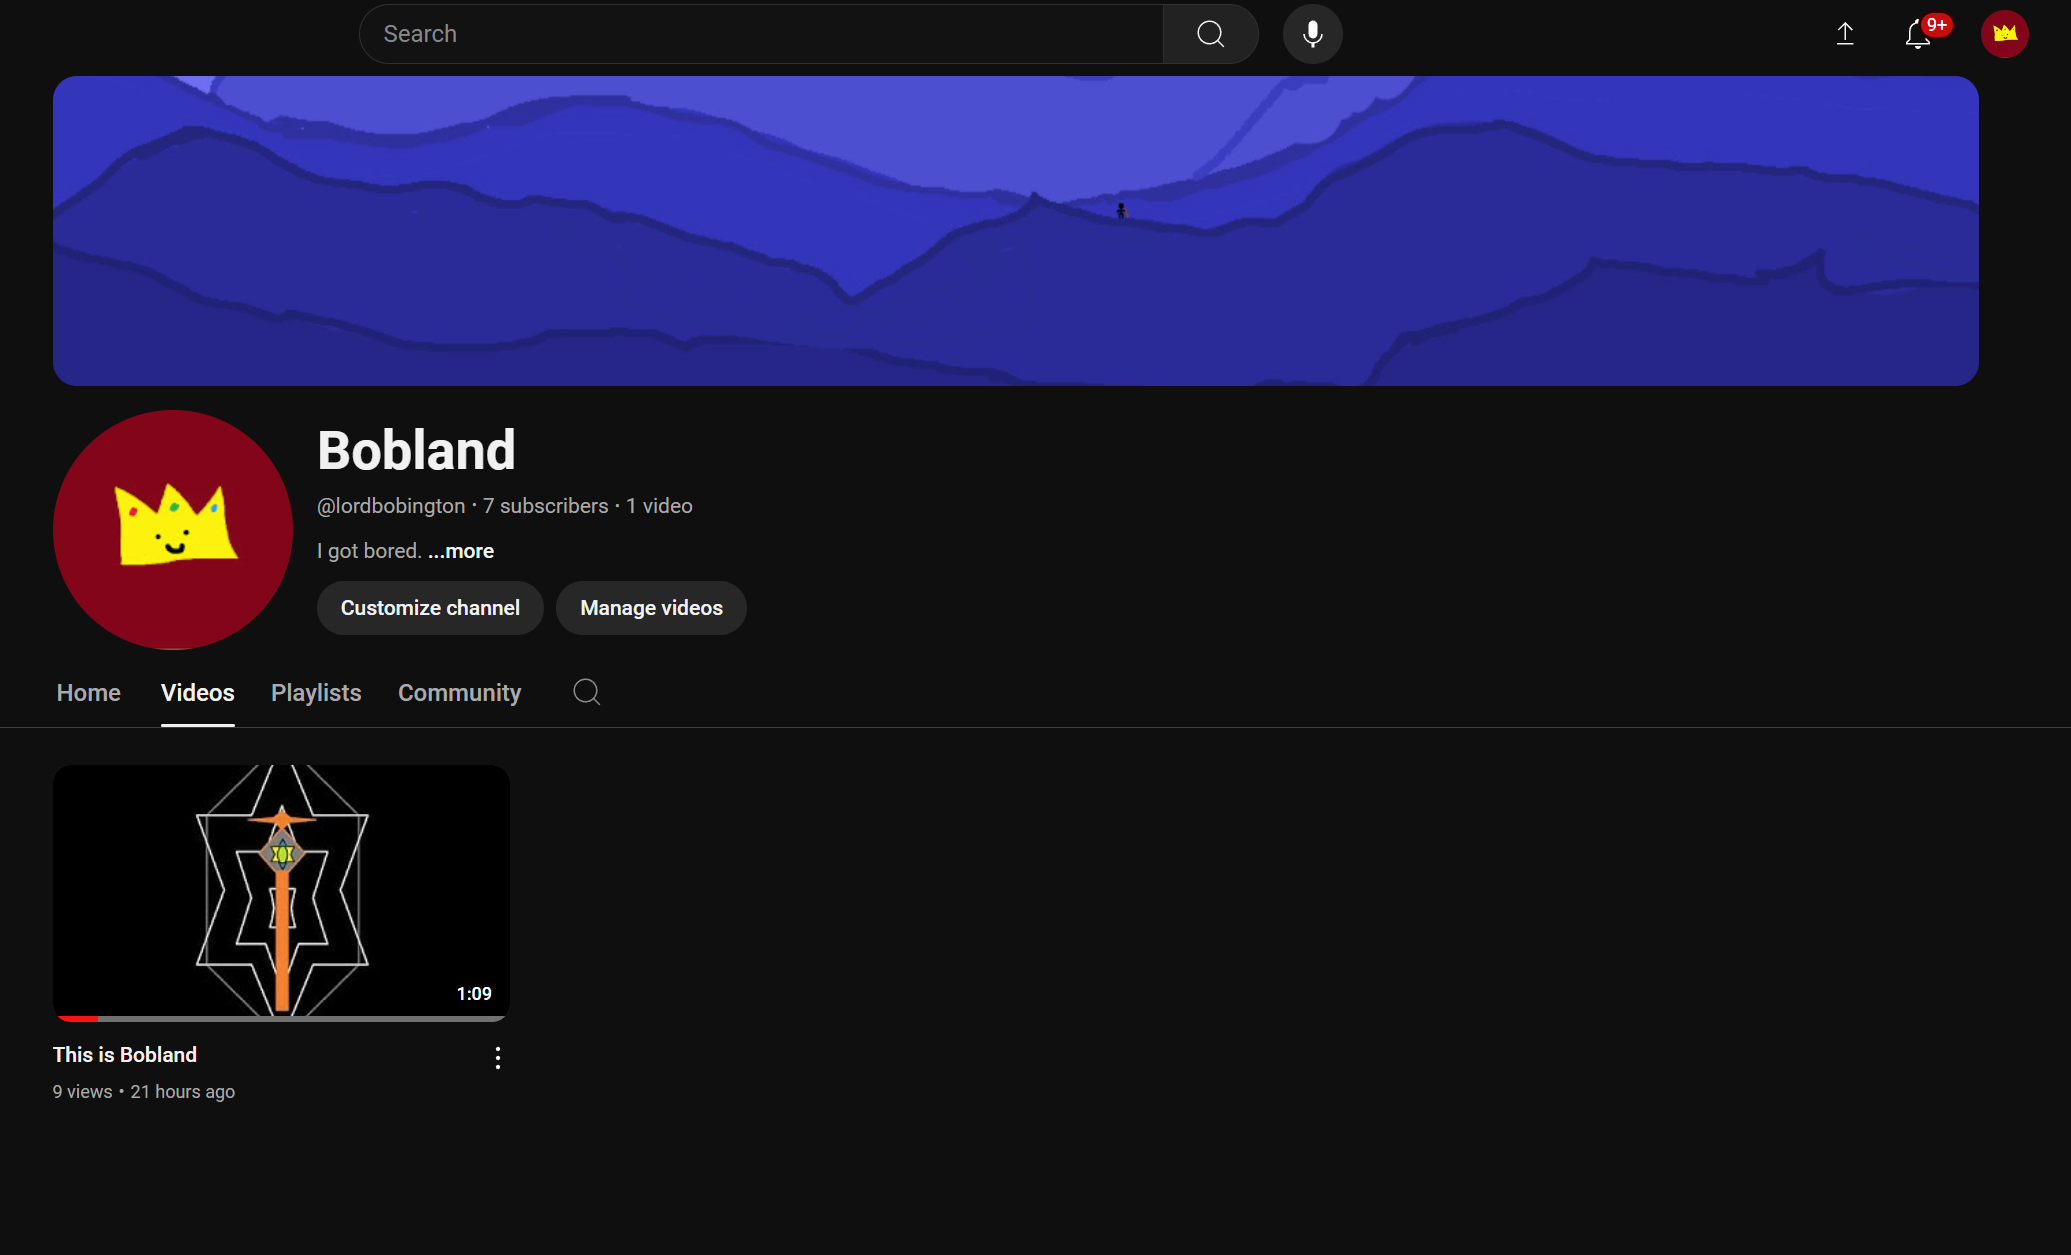 Search
9+
Bobland
@lordbobington · 7 subscribers · 1 video
I got bored. ...more
Customize channel Manage videos
Home Videos Playlists Community
1:09
This is Bobland
9 views • 21 hours ago